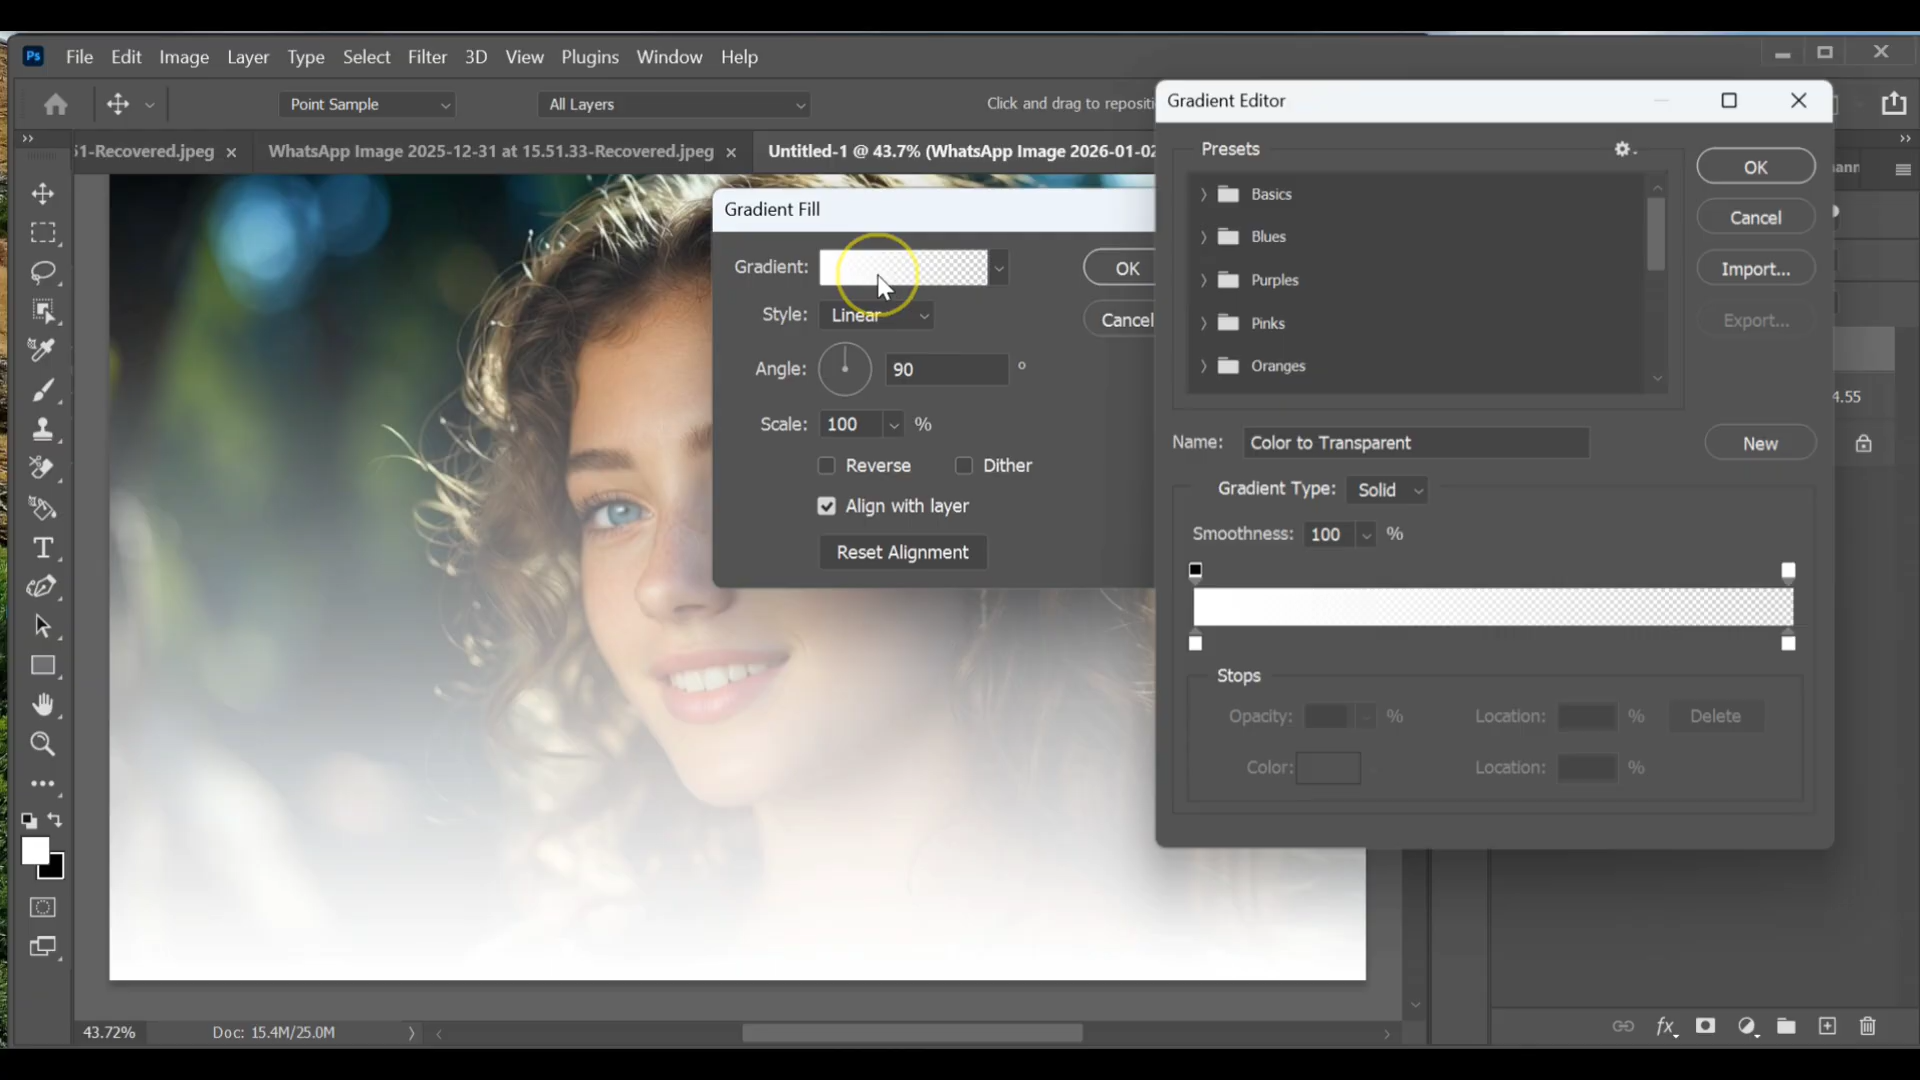 Ps File Edit Image Layer Type Select Filter 3D View Plugins Window Help
Point Sample All Layers Click and drag to repositi
51-Recovered.jpeg × WhatsApp Image 2025-12-31 at 15.51.33-Recovered.jpeg × Untitled-1 @ 43.7% (WhatsApp Image 2026-01-02
Gradient Fill
Gradient: OK
Style: Linear Cancel
Angle: 90 °
Scale: 100 %
Reverse Dither
Align with layer
Reset Alignment
Gradient Editor
Presets
Basics
Blues
Purples
Pinks
Oranges
OK
Cancel
Import...
Export...
Name: Color to Transparent New
Gradient Type: Solid
Smoothness: 100 %
Stops
Opacity: % Location: % Delete
Color: Location: %
4.55
T
43.72% Doc: 15.4M/25.0M
fx